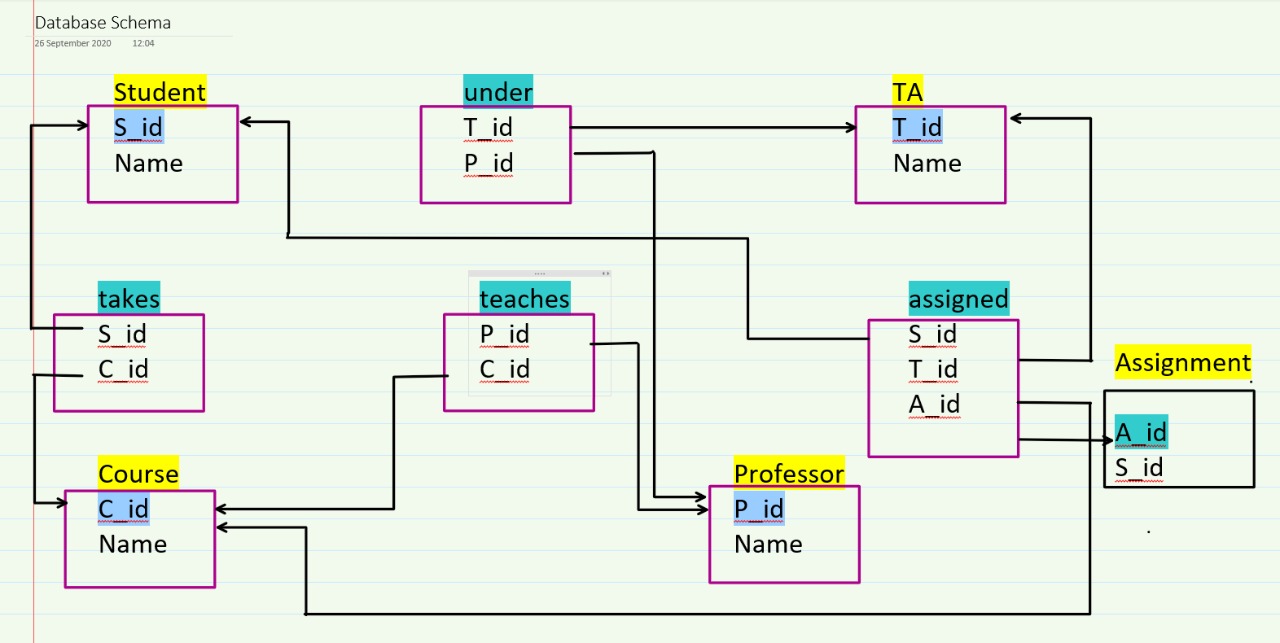 Database Schema
26 September 2020 12:04
Student
S_id
Name
under
T_id
P_id
TA
T_id
Name
takes
S_id
C_id
teaches
P_id
C_id
assigned
S_id
T_id
A_id
Assignment
A_id
S_id
Course
C_id
Name
Professor
P_id
Name